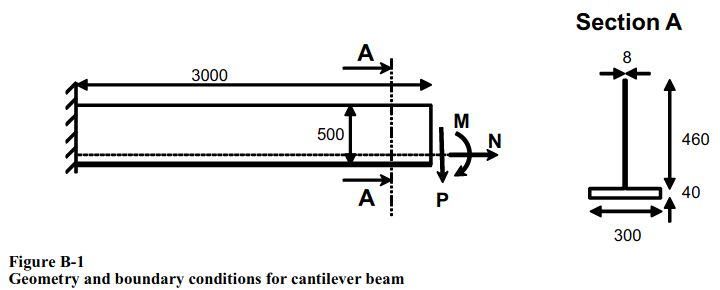 Section A
A
8
3000
500
M
N
460
A
P
40
300
Figure B-1
Geometry and boundary conditions for cantilever beam